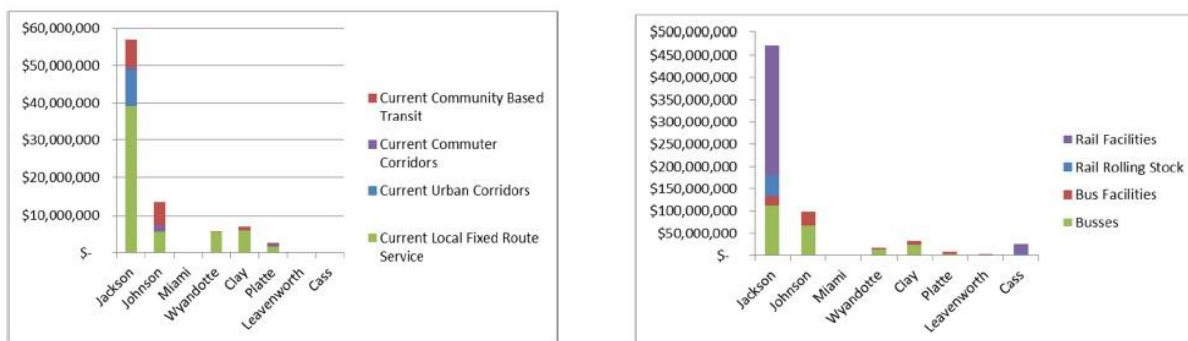 $60,000,000
$50,000,000
$40,000,000
$30,000,000
$20,000,000
$10,000,000
$-
Jackson
Johnson
Miami
Wyandotte
Clay
Platte
Leavenworth
Cass
Current Community Based
Transit
Current Commuter
Corridors
Current Urban Corridors
Current Local Fixed Route
Service
$500,000,000
$450,000,000
$400,000,000
$350,000,000
$300,000,000
$250,000,000
$200,000,000
$150,000,000
$100,000,000
$50,000,000
$-
Jackson
Johnson
Miami
Wyandotte
Clay
Platte
Leavenworth
Cass
Rail Facilities
Rail Rolling Stock
Bus Facilities
Busses